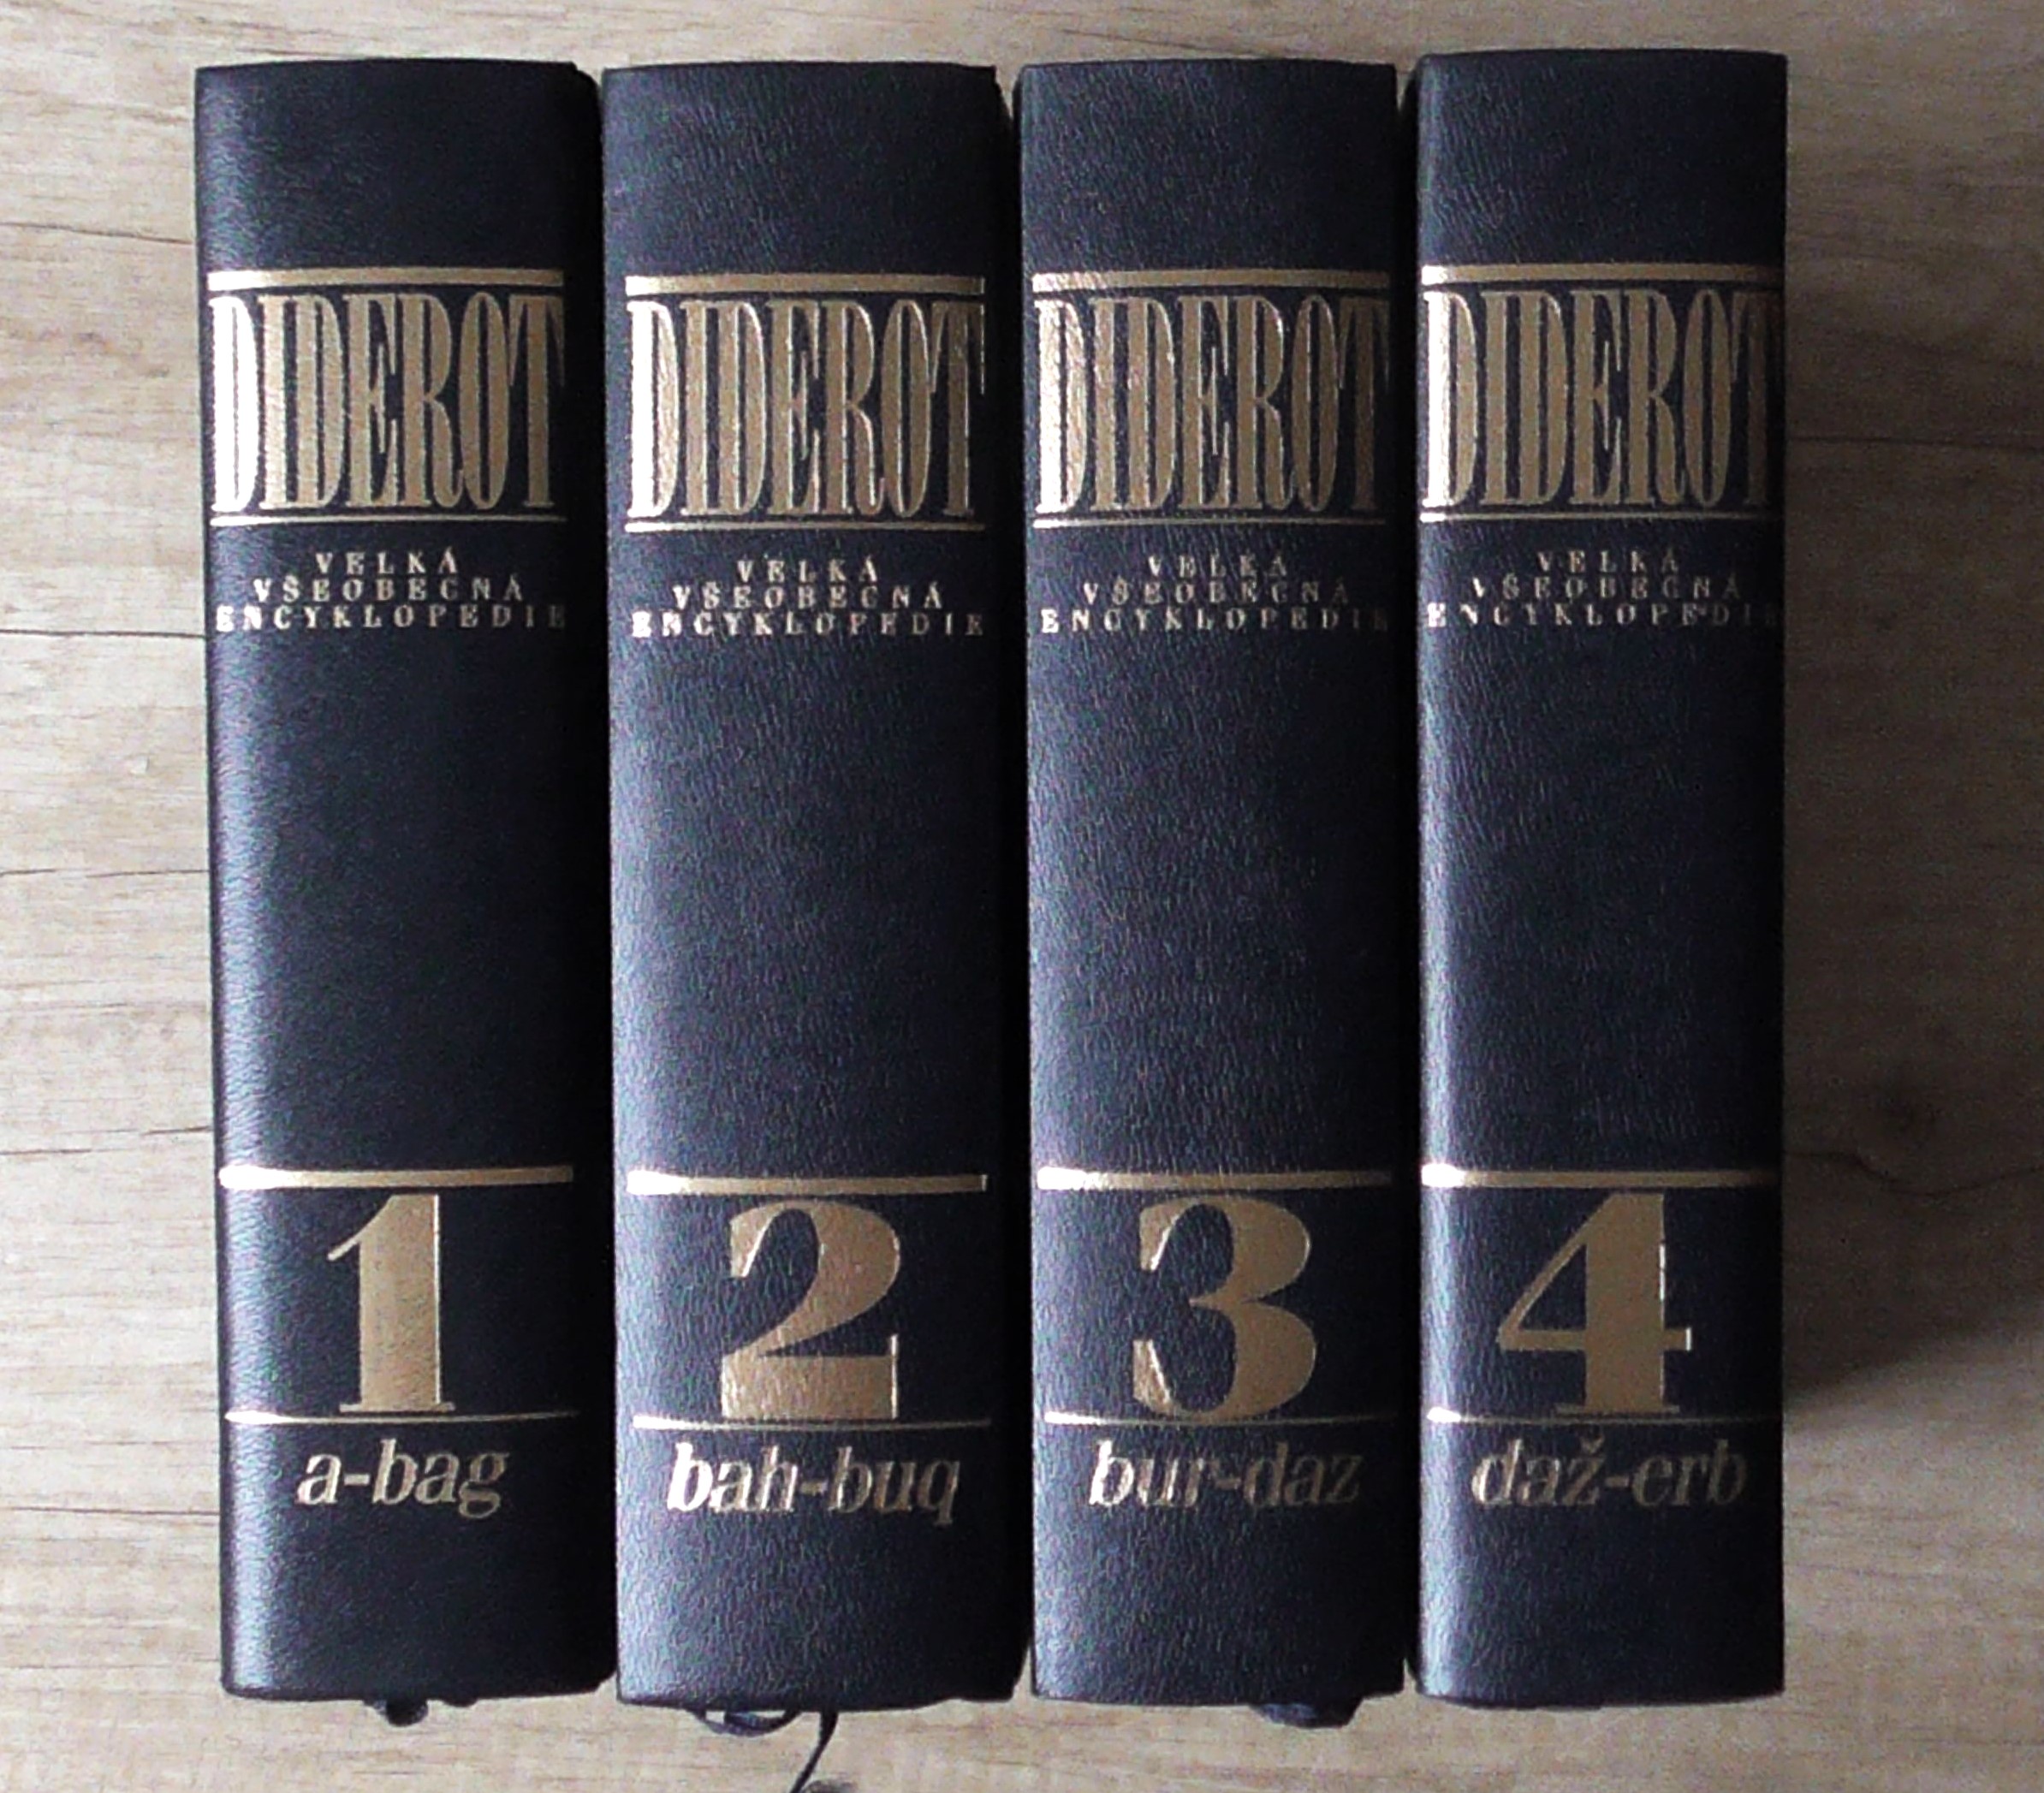 DIDEROT
VELKÁ
VŠEOBECNÁ
ENCYKLOPEDIE
1
a-bag
DIDEROT
VELKÁ
VŠEOBECNÁ
ENCYKLOPEDIE
2
bah-buq
DIDEROT
VELKÁ
VŠEOBECNÁ
ENCYKLOPEDIE
3
bur-daz
DIDEROT
VELKÁ
VŠEOBECNÁ
ENCYKLOPEDIE
4
daž-erb